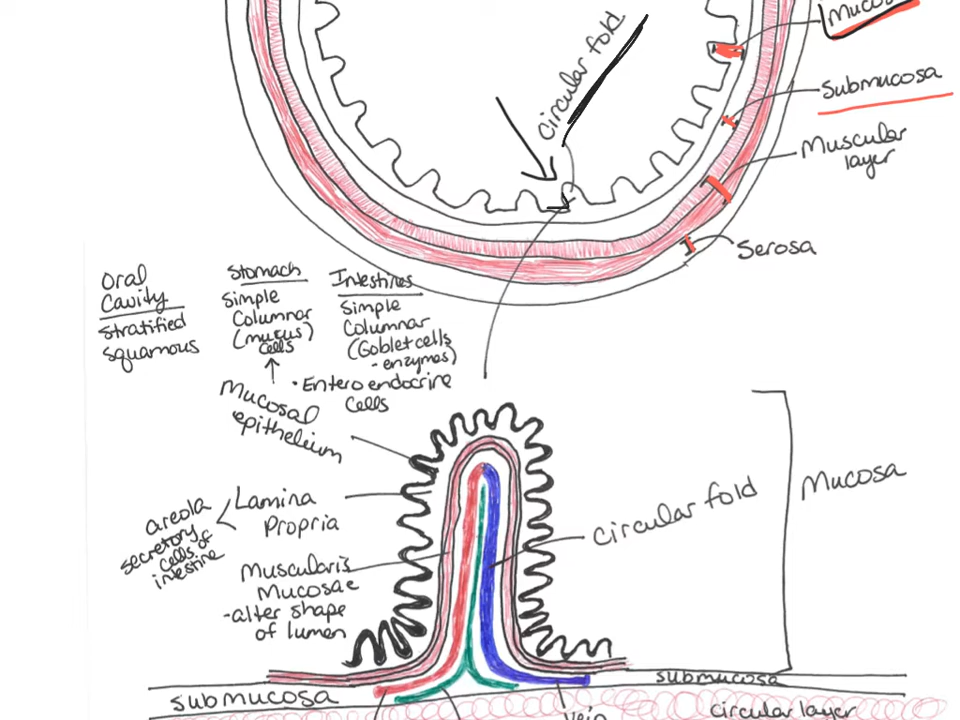 circular fold
Mucos
Submucosa
Muscular
layer
Serosa
Oral
Cavity
stratified
squamous
Stomach
Simple
Columnar
(mucus)
cells
Intestines
Simple
Columnar
(Goblet cells
- enzymes)
• Entero endocrine
Cells
Mucosal
epithelium
areola
secretory
cells of
intestine
Lamina
Propria
Muscularis
Mucosae
- alter shape
of lumen
circular fold
Mucosa
submucosa
submucosa
circular layer
vein